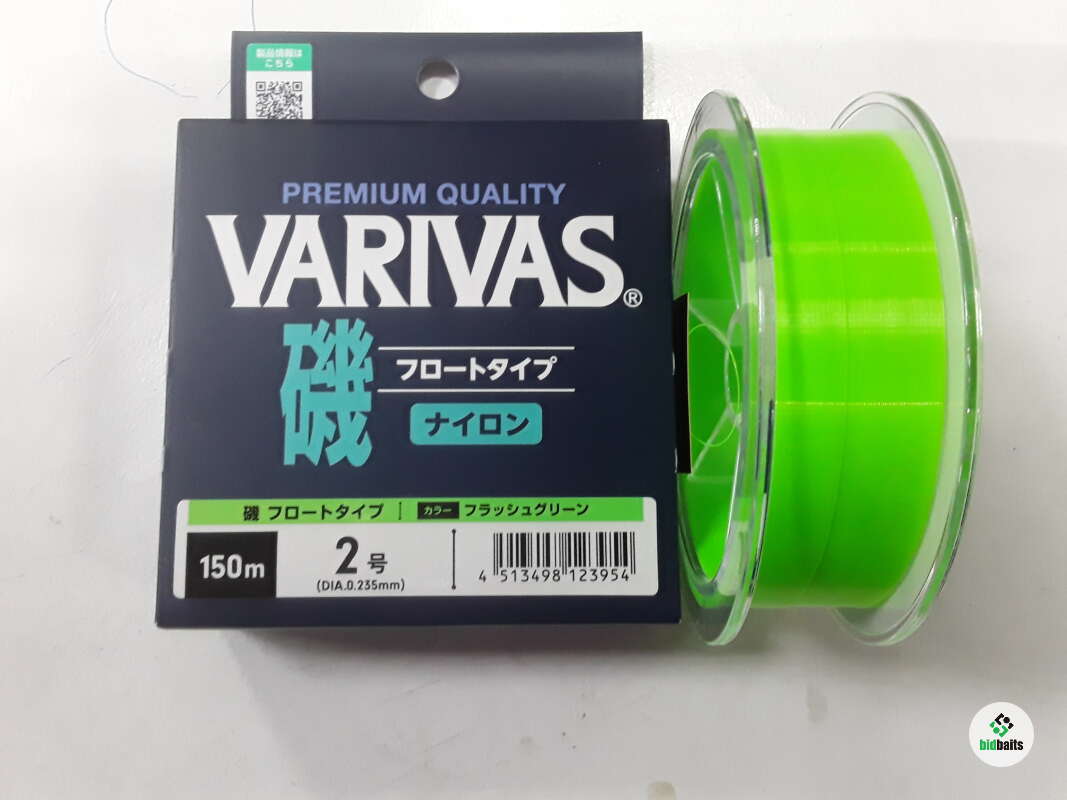 製品情報は
こちら
PREMIUM QUALITY
VARIVAS®
磯
フロートタイプ
ナイロン
磯 フロートタイプ カラー フラッシュグリーン
150m 2号
(DIA.0.235mm)
4 513498 123954
bidbaits